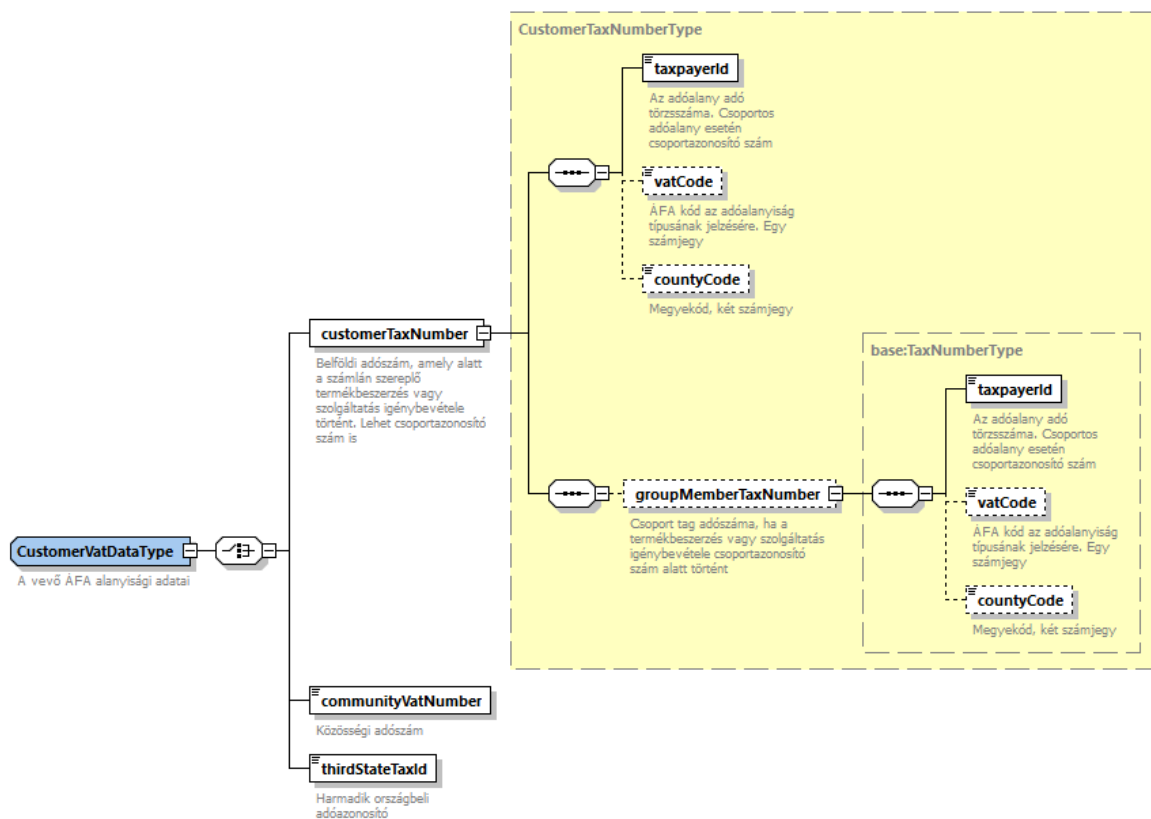 CustomerTaxNumberType
taxpayerId
Az adóalany adó
törzsszáma. Csoportos
adóalany esetén
csoportazonosító szám
vatCode
ÁFA kód az adóalanyiság
típusának jelzésére. Egy
számjegy
countyCode
Megyekód, két számjegy
customerTaxNumber
Belföldi adószám, amely alatt
a számlán szereplő
termékbeszerzés vagy
szolgáltatás igénybevétele
történt. Lehet csoportazonosító
szám is
base:TaxNumberType
taxpayerId
Az adóalany adó
törzsszáma. Csoportos
adóalany esetén
csoportazonosító szám
groupMemberTaxNumber
Csoport tag adószáma, ha a
termékbeszerzés vagy szolgáltatás
igénybevétele csoportazonosító
szám alatt történt
vatCode
ÁFA kód az adóalanyiság
típusának jelzésére. Egy
számjegy
countyCode
Megyekód, két számjegy
CustomerVatDataType
A vevő ÁFA alanyisági adatai
communityVatNumber
Közösségi adószám
thirdStateTaxId
Harmadik országbeli
adóazonosító